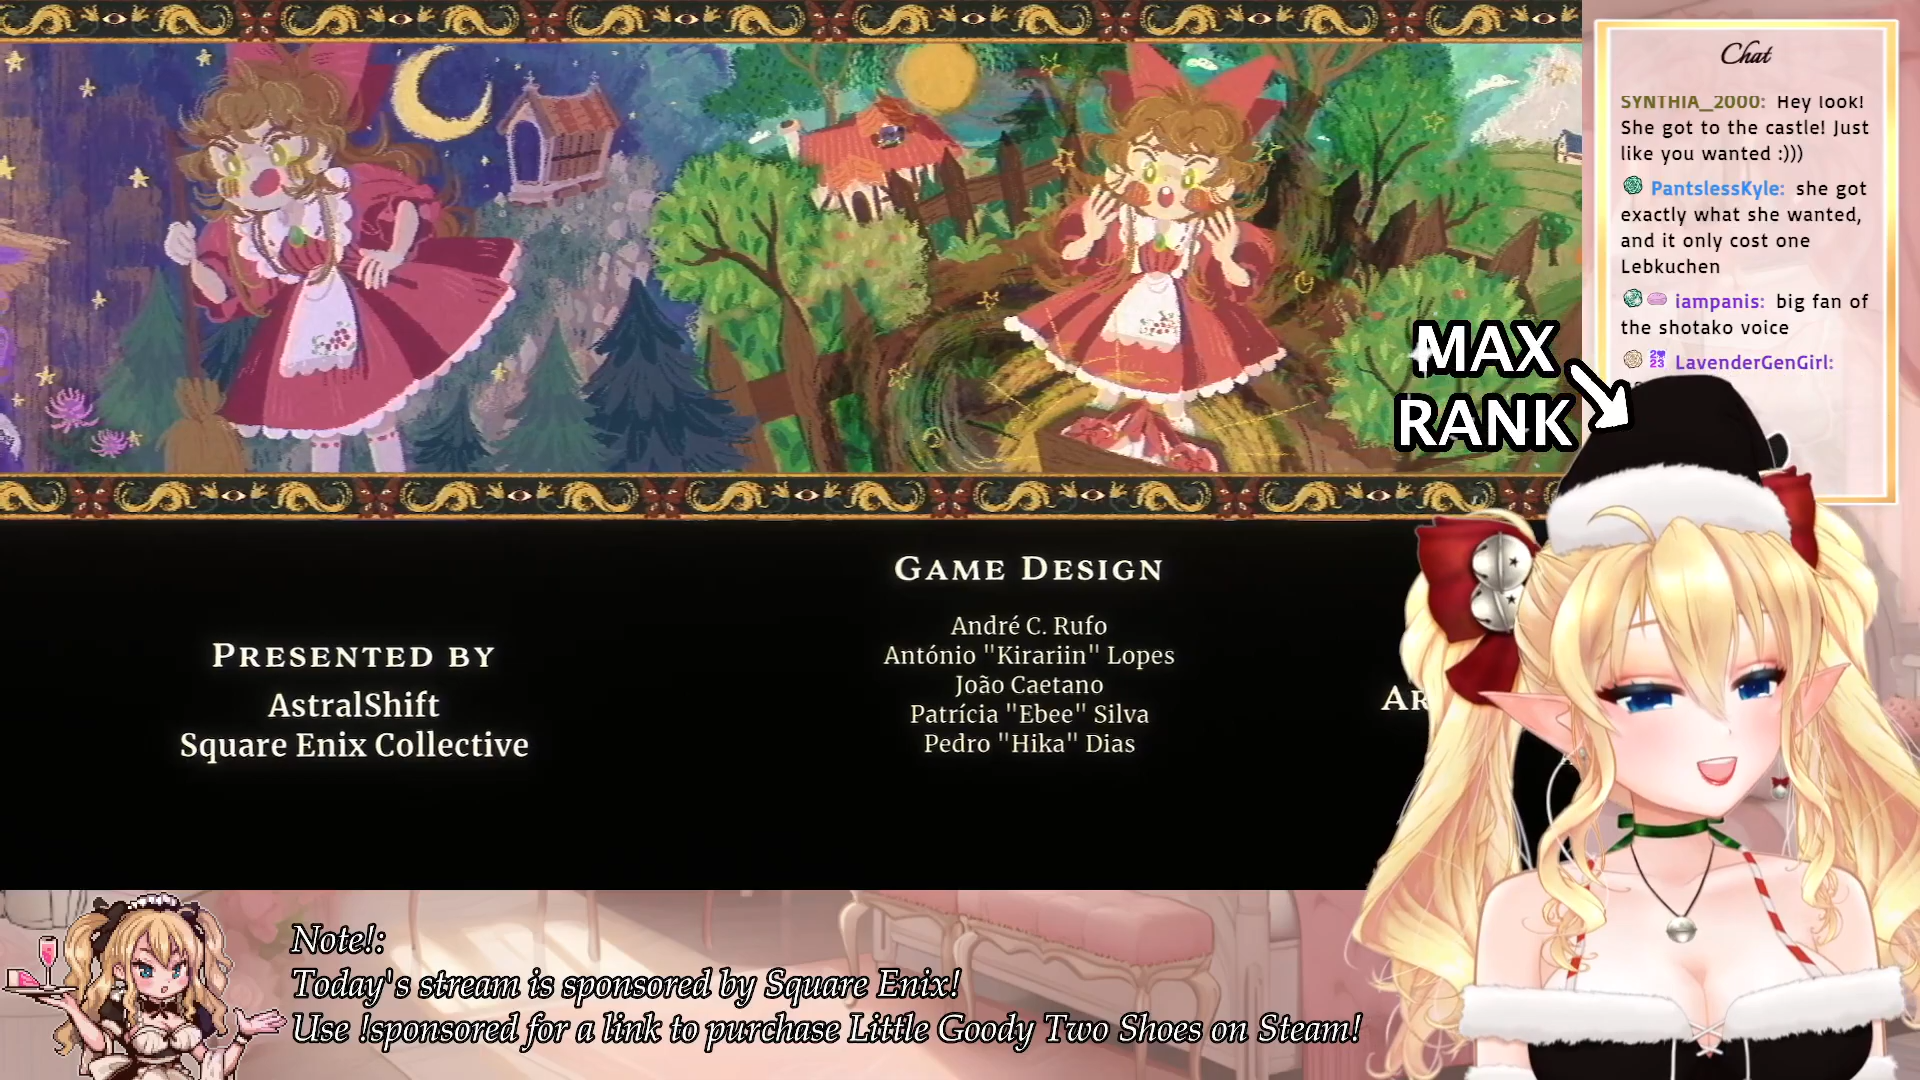 Chat
SYNTHIA_2000: Hey look!
She got to the castle! Just
like you wanted :)))
PantslessKyle: she got
exactly what she wanted,
and it only cost one
Lebkuchen
iampanis: big fan of
the shotako voice
LavenderGenGirl:
MAX
RANK
PRESENTED BY
AstralShift
Square Enix Collective
GAME DESIGN
André C. Rufo
António "Kirariin" Lopes
João Caetano
Patrícia "Ebee" Silva
Pedro "Hika" Dias
AR
Note!:
Today's stream is sponsored by Square Enix!
Use !sponsored for a link to purchase Little Goody Two Shoes on Steam!